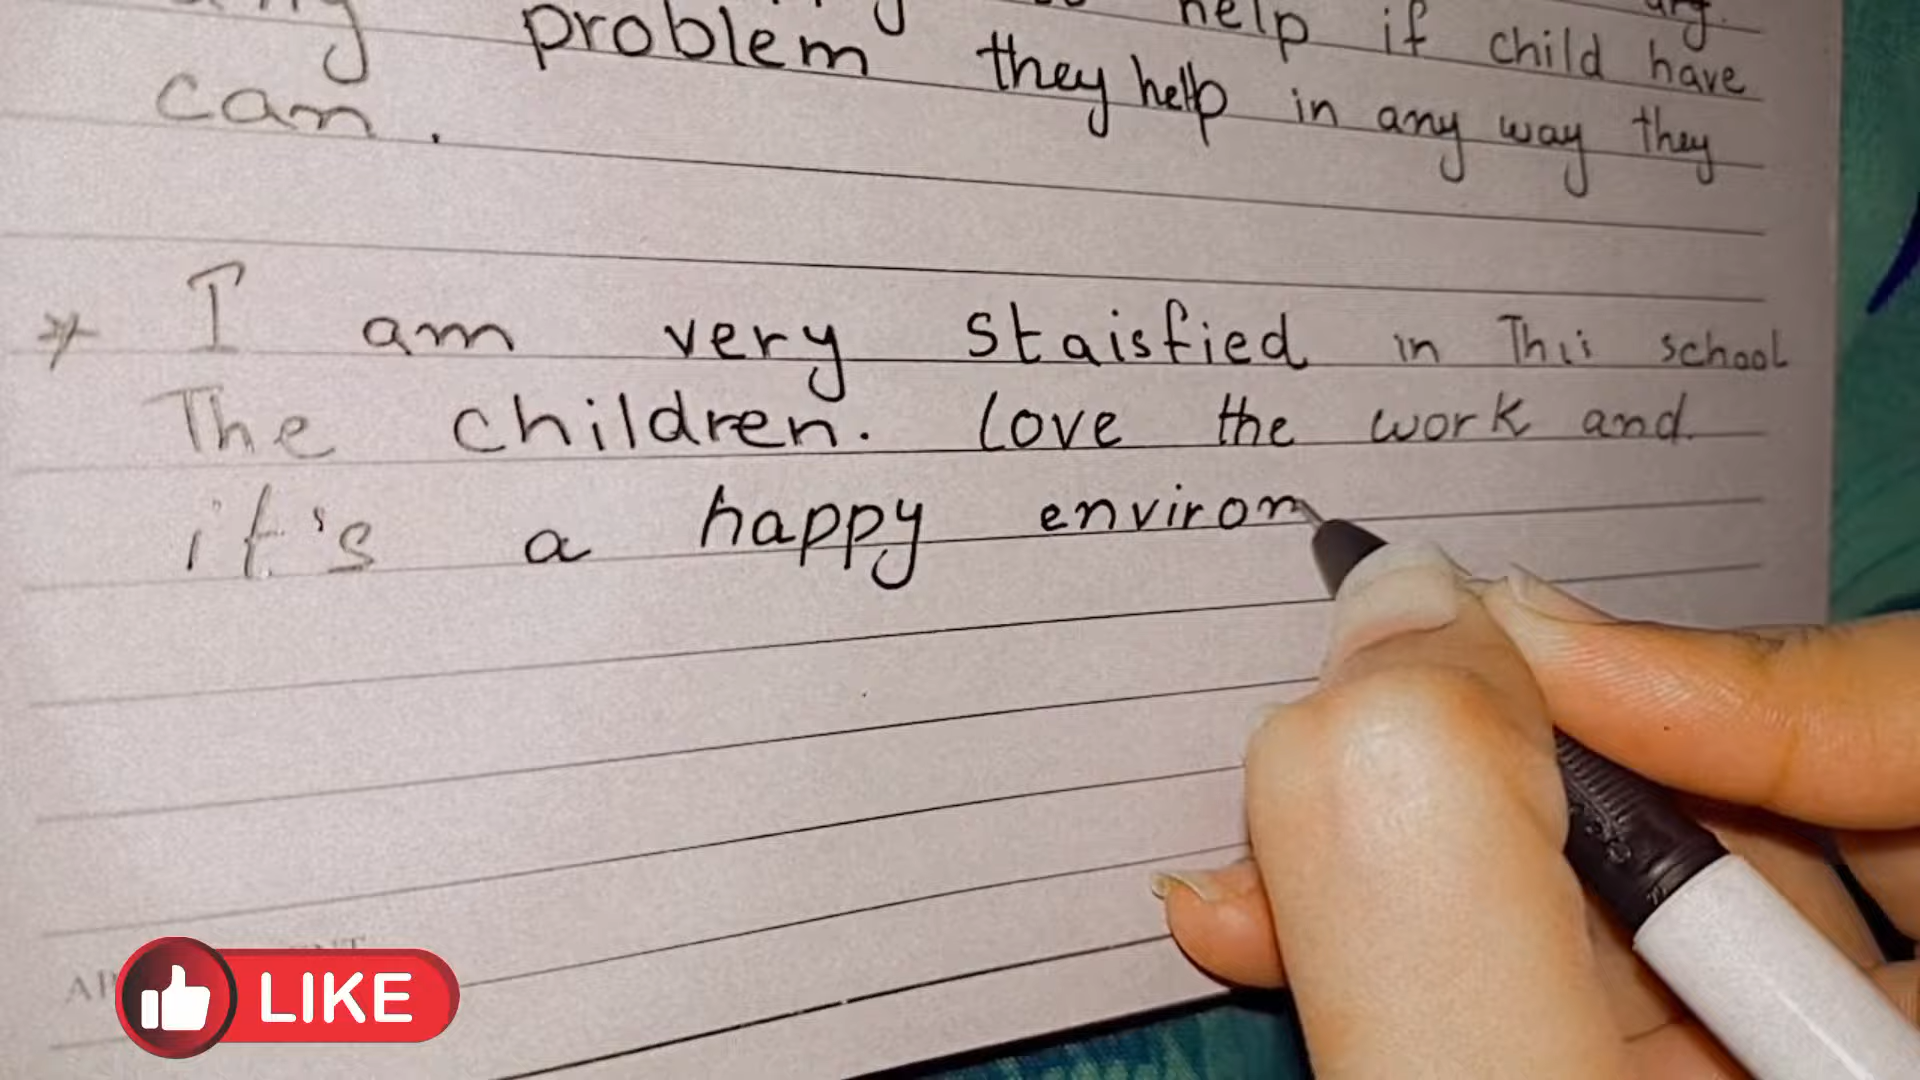 help if child have
problem they help in any way they
can.
* I am very staisfied in This school
The children. Love the work and.
it's a happy environ
LIKE